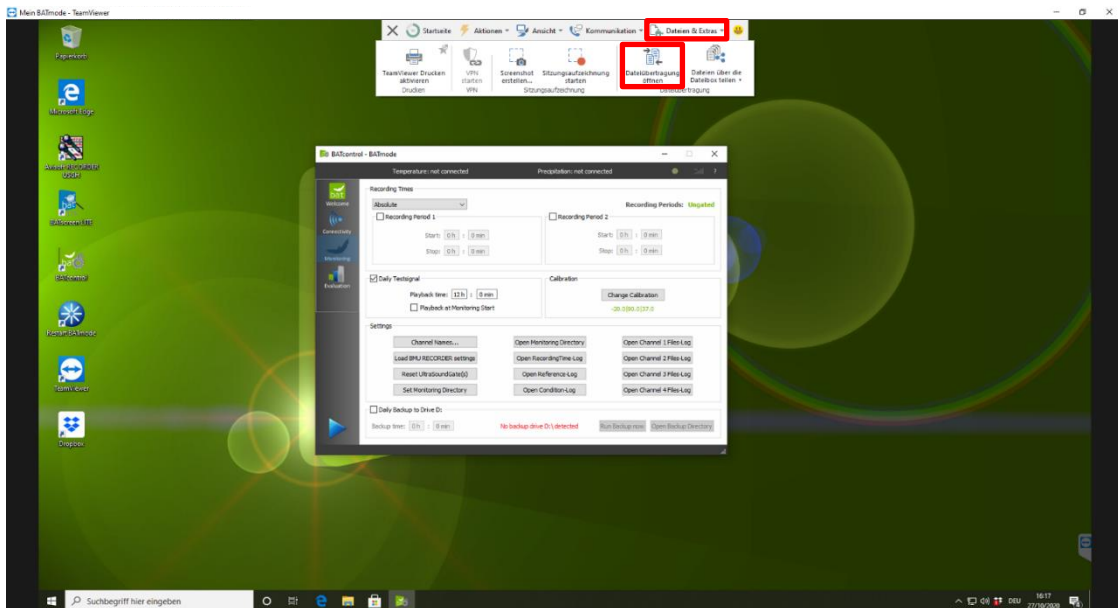 Mein BATmode - TeamViewer
Startseite
Aktionen
Ansicht
Kommunikation
Dateien & Extras
TeamViewer Drucken aktivieren
VPN starten
Screenshot erstellen...
Sitzungsaufzeichnung starten
Dateiübertragung öffnen
Dateien über die Dateibox teilen
Drucken
VPN
Sitzungsaufzeichnung
Dateiübertragung
Papierkorb
Microsoft Edge
Avisoft RECORDER USGH
BATcontrol
Restart BATmode
TeamViewer
Dropbox
BATcontrol - BATmode
Temperature: not connected
Precipitation: not connected
bat
Welcome
Connectivity
Monitoring
Evaluation
Recording Times
Absolute
Recording Periods: Ungated
Recording Period 1
Start: 0 h : 0 min
Stop: 0 h : 0 min
Recording Period 2
Start: 0 h : 0 min
Stop: 0 h : 0 min
Daily Testsignal
Playback time: 12 h : 0 min
Playback at Monitoring Start
Calibration
Change Calibration
Settings
Channel Names...
Open Monitoring Directory
Open Channel 1 Files-Log
Load BMU RECORDER settings
Open RecordingTime-Log
Open Channel 2 Files-Log
Reset UltraSoundGate(s)
Open Reference-Log
Open Channel 3 Files-Log
Set Monitoring Directory
Open Condition-Log
Open Channel 4 Files-Log
Daily Backup to Drive D:
Backup time: 0 h : 0 min
No backup drive D:\ detected
Run Backup now
Open Backup Directory
Suchbegriff hier eingeben
DEU
16:17
27/10/2020